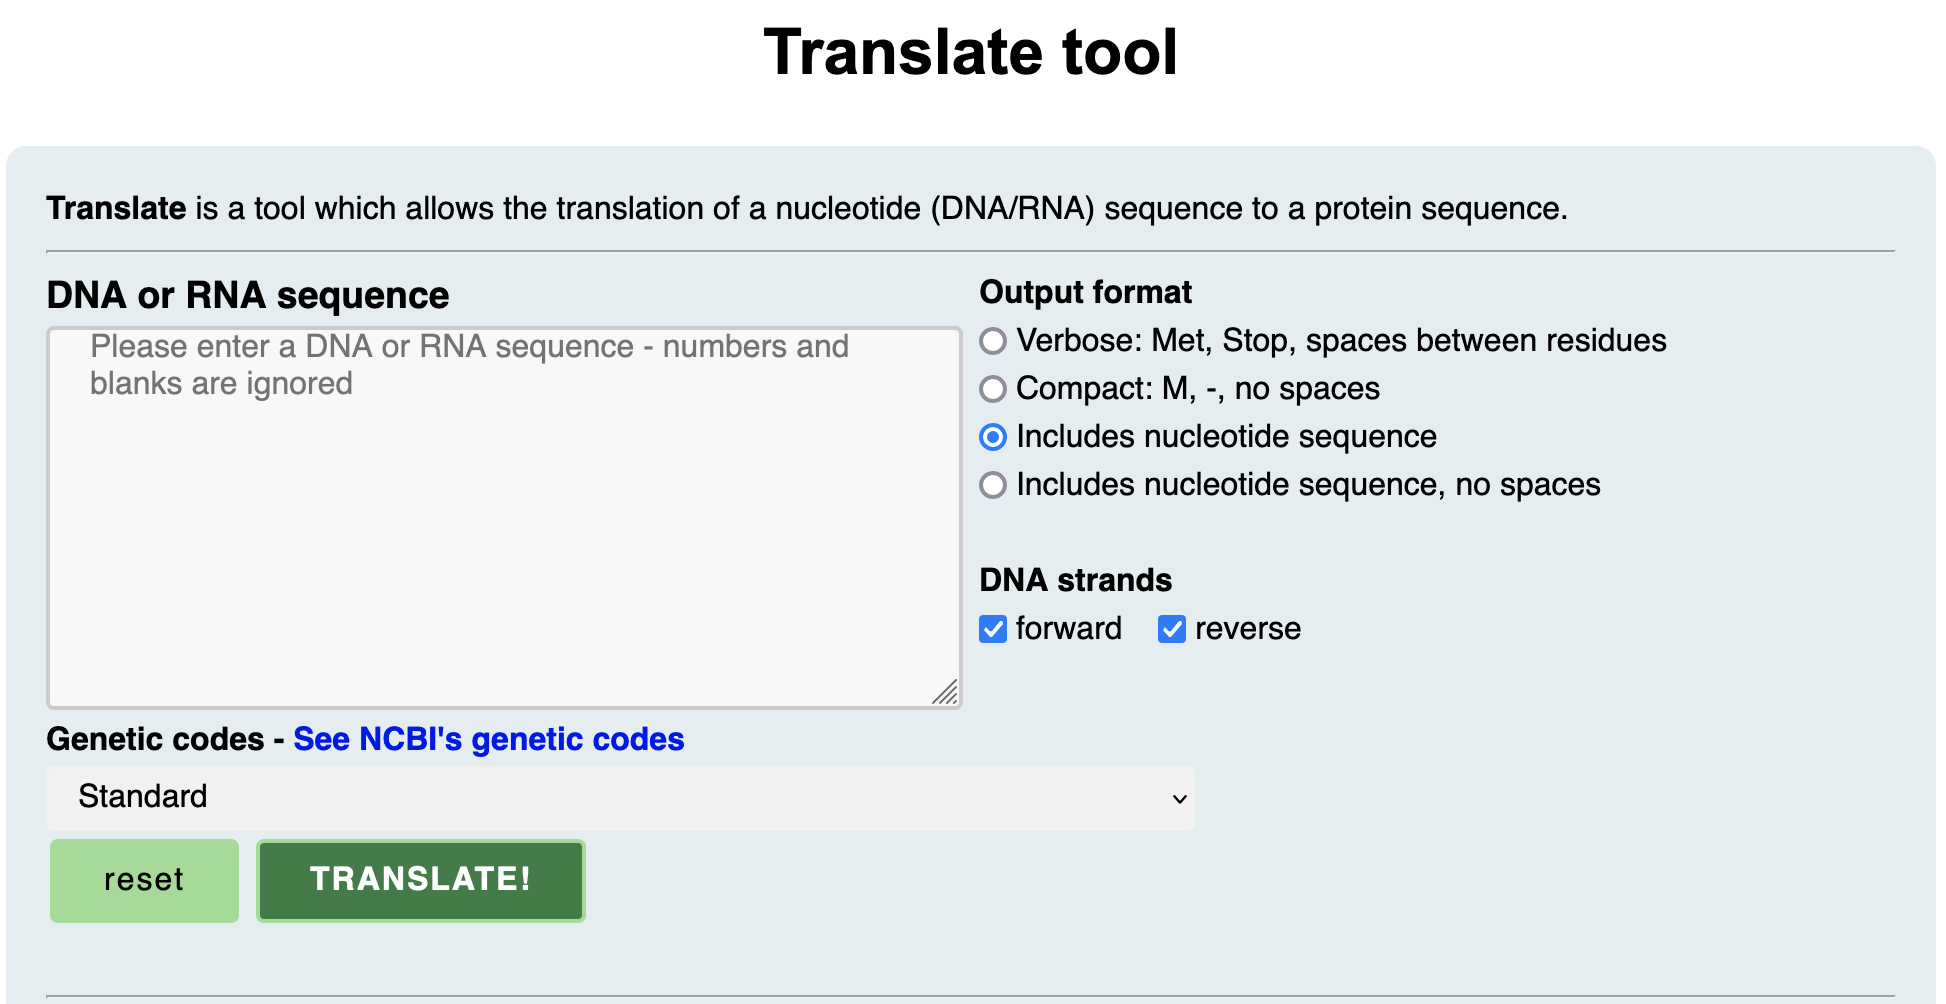 Translate tool
Translate is a tool which allows the translation of a nucleotide (DNA/RNA) sequence to a protein sequence.
DNA or RNA sequence
Please enter a DNA or RNA sequence - numbers and
blanks are ignored
Output format
Verbose: Met, Stop, spaces between residues
Compact: M, -, no spaces
Includes nucleotide sequence
Includes nucleotide sequence, no spaces
DNA strands
forward reverse
Genetic codes - See NCBI's genetic codes
Standard
reset TRANSLATE!